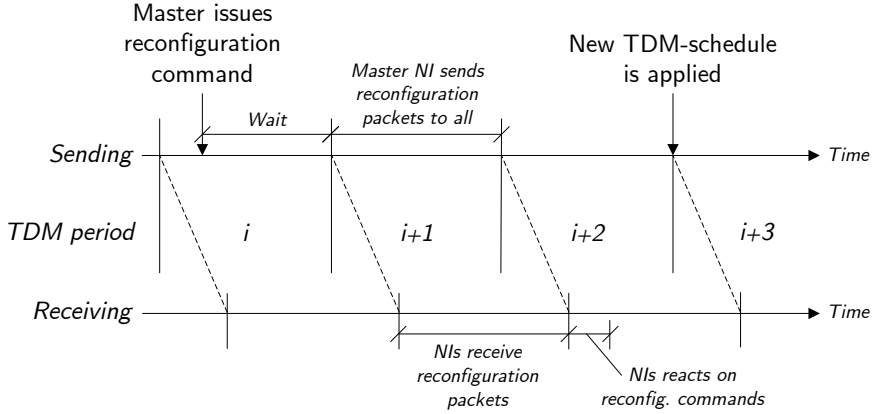 Master issues
reconfiguration
command
New TDM-schedule
is applied
Master NI sends
reconfiguration
packets to all
Wait
Sending
Time
TDM period
i
i+1
i+2
i+3
Receiving
Time
NIs receive
reconfiguration
packets
NIs reacts on
reconfig. commands